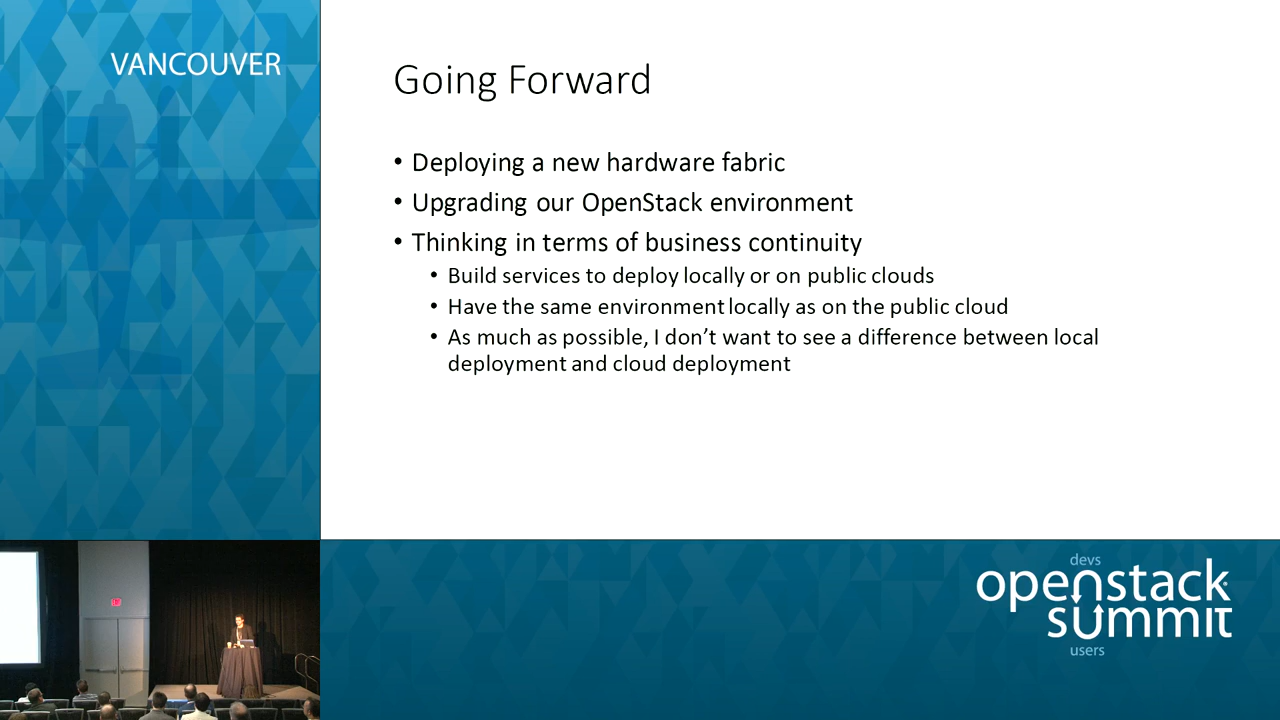 VANCOUVER
Going Forward
• Deploying a new hardware fabric
• Upgrading our OpenStack environment
• Thinking in terms of business continuity
• Build services to deploy locally or on public clouds
• Have the same environment locally as on the public cloud
• As much as possible, I don’t want to see a difference between local
deployment and cloud deployment
devs
openstack
summit
users